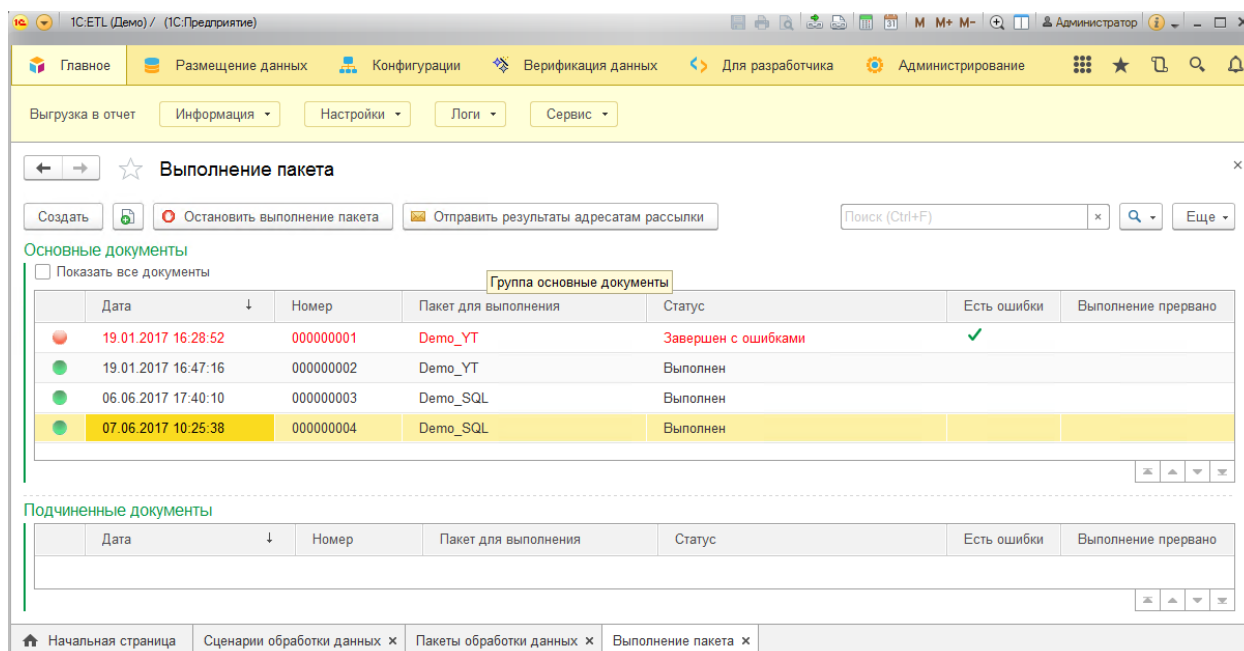 1С:ETL (Демо) / (1С:Предприятие) M M+ M- Администратор
Главное Размещение данных Конфигурации Верификация данных Для разработчика Администрирование
Выгрузка в отчет Информация Настройки Логи Сервис
Выполнение пакета
Создать Остановить выполнение пакета Отправить результаты адресатам рассылки Поиск (Ctrl+F) × Еще
Основные документы
Показать все документы
Группа основные документы
Дата ↓ Номер Пакет для выполнения Статус Есть ошибки Выполнение прервано
19.01.2017 16:28:52 000000001 Demo_YT Завершен с ошибками
19.01.2017 16:47:16 000000002 Demo_YT Выполнен
06.06.2017 17:40:10 000000003 Demo_SQL Выполнен
07.06.2017 10:25:38 000000004 Demo_SQL Выполнен
Подчиненные документы
Дата ↓ Номер Пакет для выполнения Статус Есть ошибки Выполнение прервано
Начальная страница Сценарии обработки данных × Пакеты обработки данных × Выполнение пакета ×